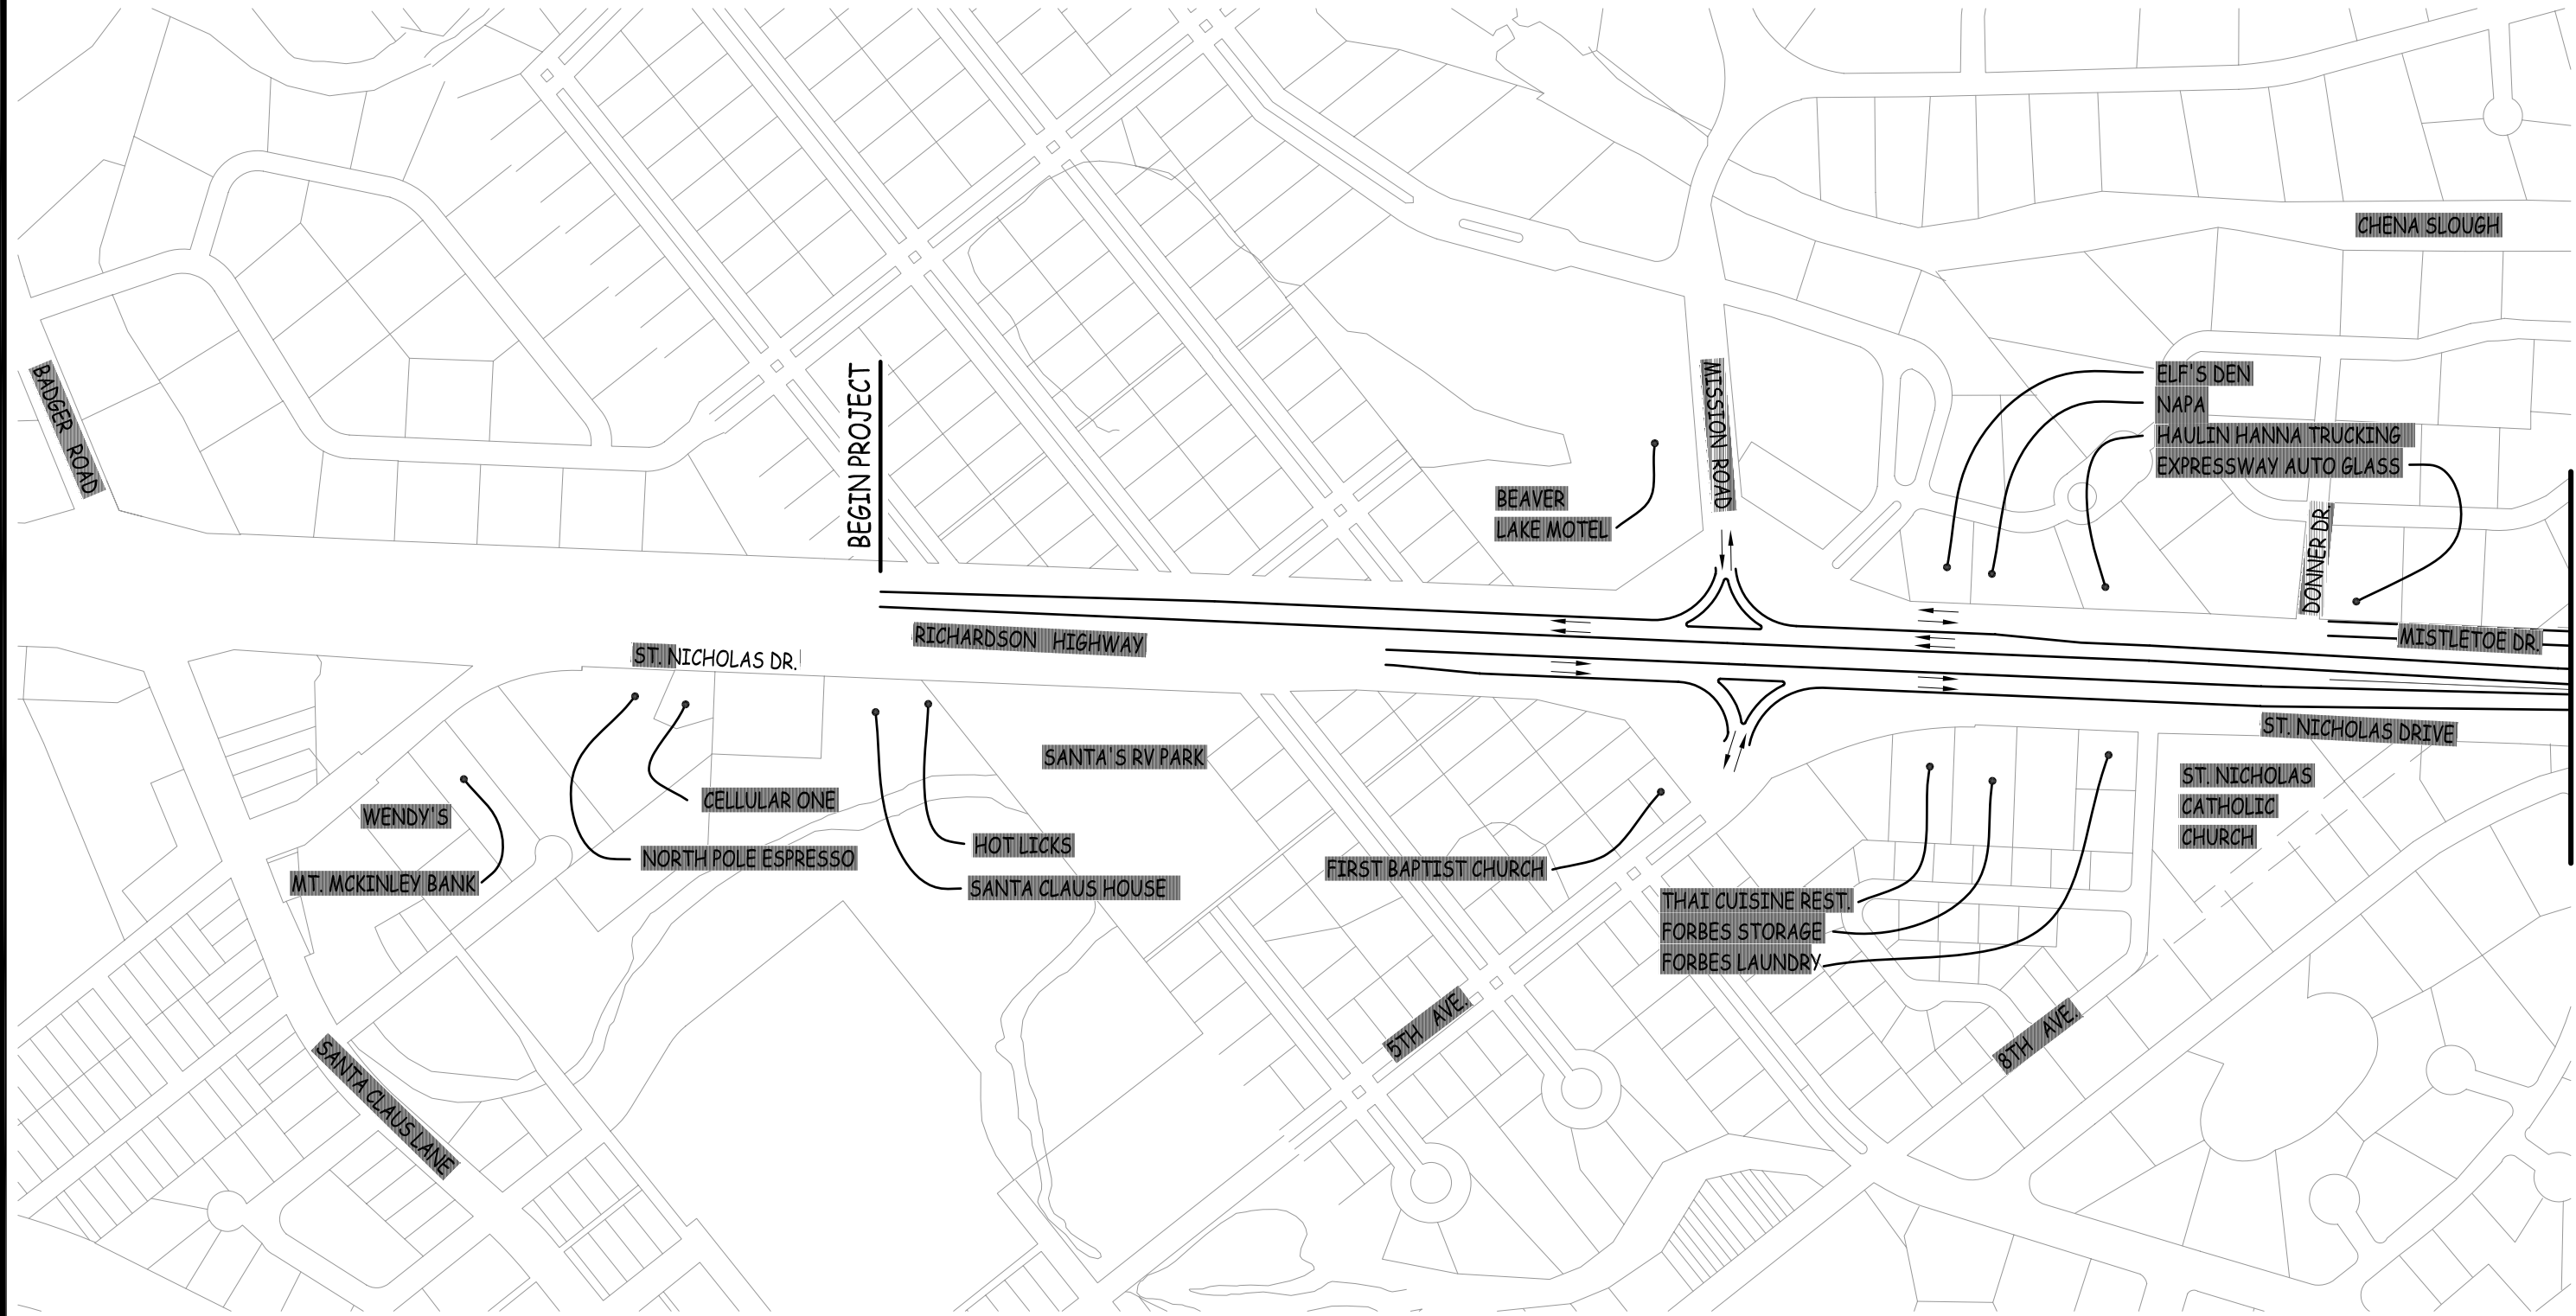 CHENA SLOUGH
BADGER ROAD
BEGIN PROJECT
MISSION ROAD
ELF'S DEN
NAPA
HAULIN HANNA TRUCKING
EXPRESSWAY AUTO GLASS
BEAVER
LAKE MOTEL
DONNER DR.
RICHARDSON HIGHWAY
MISTLETOE DR.
ST. NICHOLAS DR.
ST. NICHOLAS DRIVE
SANTA'S RV PARK
ST. NICHOLAS
CATHOLIC
CHURCH
CELLULAR ONE
WENDY'S
HOT LICKS
NORTH POLE ESPRESSO
FIRST BAPTIST CHURCH
MT. MCKINLEY BANK
SANTA CLAUS HOUSE
THAI CUISINE REST.
FORBES STORAGE
FORBES LAUNDRY
5TH AVE.
8TH AVE.
SANTA CLAUS LANE